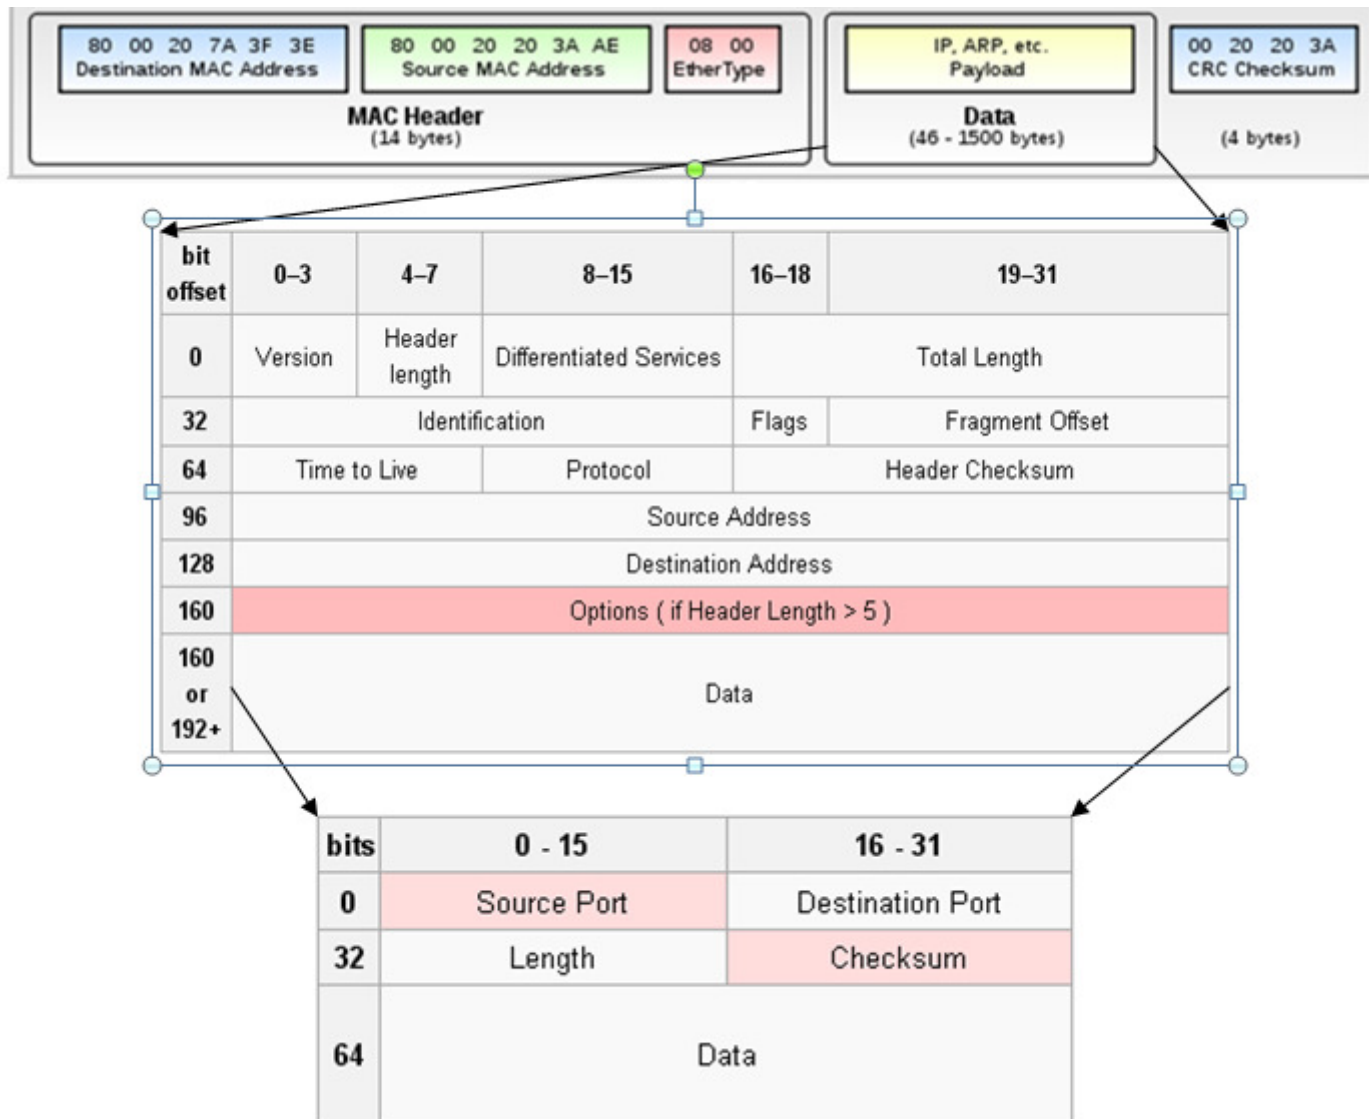 80 00 20 7A 3F 3E
Destination MAC Address
80 00 20 20 3A AE
Source MAC Address
08 00
EtherType
IP, ARP, etc.
Payload
00 20 20 3A
CRC Checksum
MAC Header
(14 bytes)
Data
(46 - 1500 bytes)
(4 bytes)
bit offset 0–3 4–7 8–15 16–18 19–31
0 Version Header length Differentiated Services Total Length
32 Identification Flags Fragment Offset
64 Time to Live Protocol Header Checksum
96 Source Address
128 Destination Address
160 Options ( if Header Length > 5 )
160 or 192+ Data
bits 0 - 15 16 - 31
0 Source Port Destination Port
32 Length Checksum
64 Data